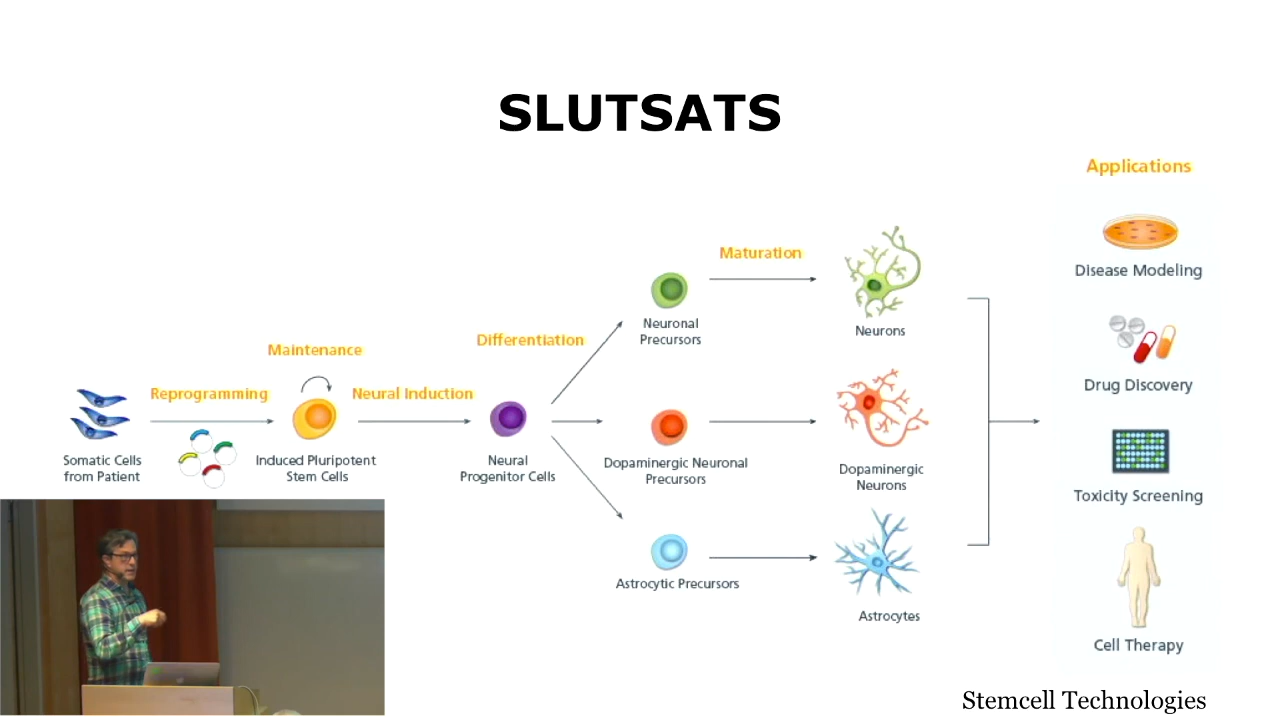 SLUTSATS
Applications
Disease Modeling
Drug Discovery
Toxicity Screening
Cell Therapy
Maturation
Neuronal
Precursors
Neurons
Differentiation
Maintenance
Reprogramming
Neural Induction
Somatic Cells
from Patient
Induced Pluripotent
Stem Cells
Neural
Progenitor Cells
Dopaminergic Neuronal
Precursors
Dopaminergic
Neurons
Astrocytic Precursors
Astrocytes
Stemcell Technologies